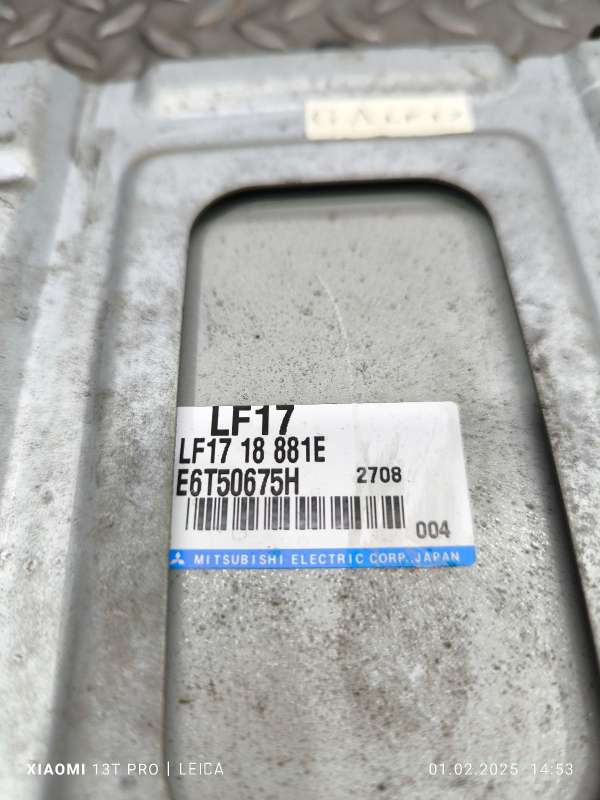 LF17
LF17 18 881E
E6T50675H 2708
004
MITSUBISHI ELECTRIC CORP. JAPAN
XIAOMI 13T PRO | LEICA
01.02.2025 14:53